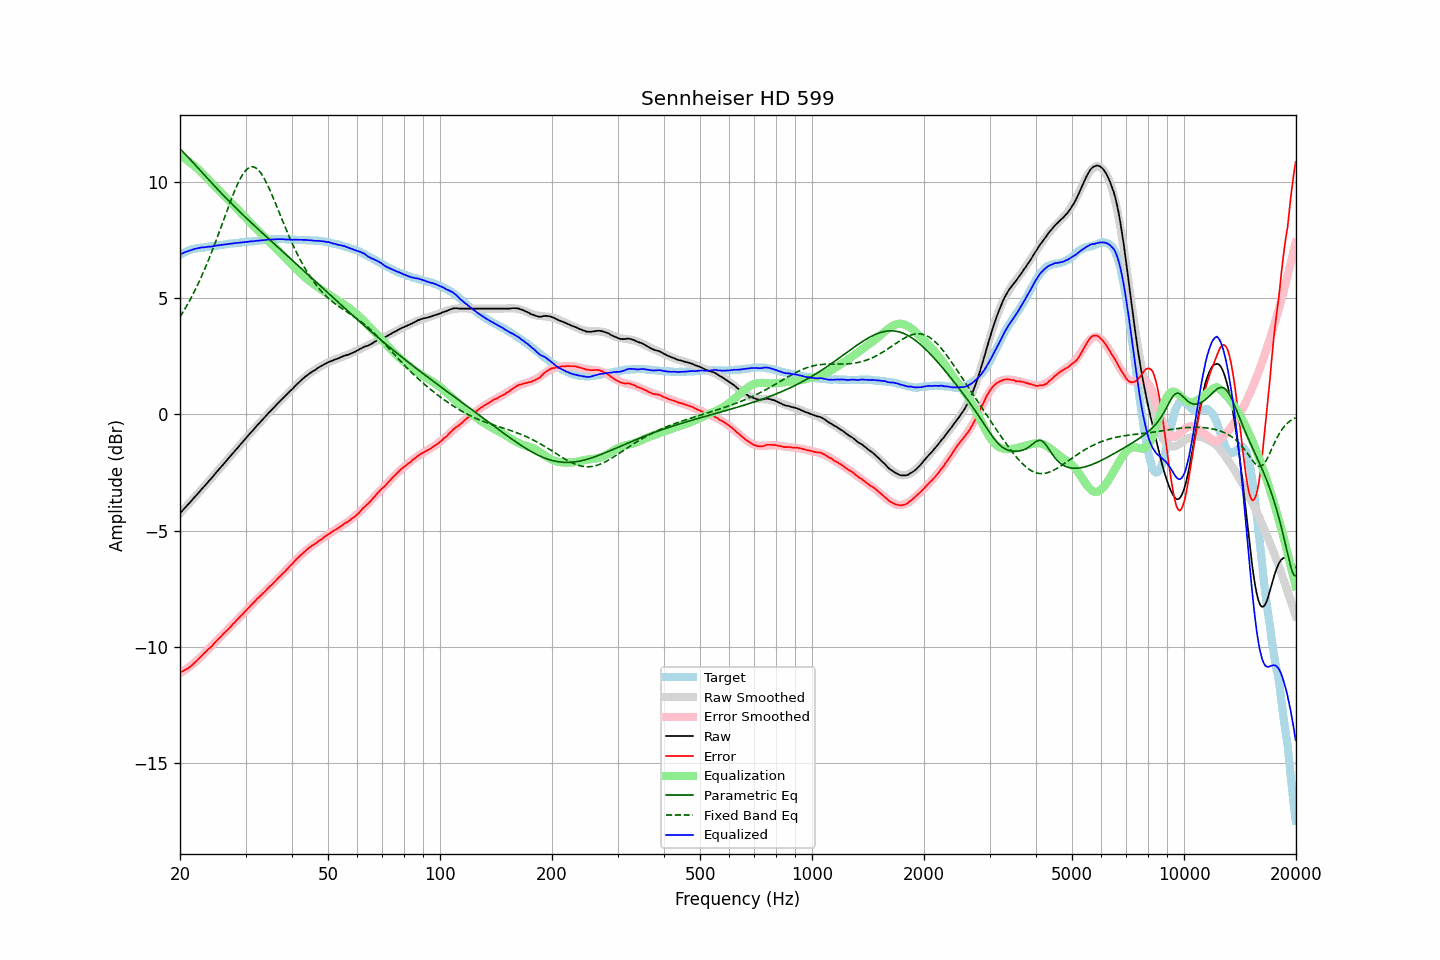 Sennheiser HD 599
Amplitude (dBr)
10
5
0
−5
−10
−15
Target
Raw Smoothed
Error Smoothed
Raw
Error
Equalization
Parametric Eq
Fixed Band Eq
Equalized
20 50 100 200 500 1000 2000 5000 10000 20000
Frequency (Hz)